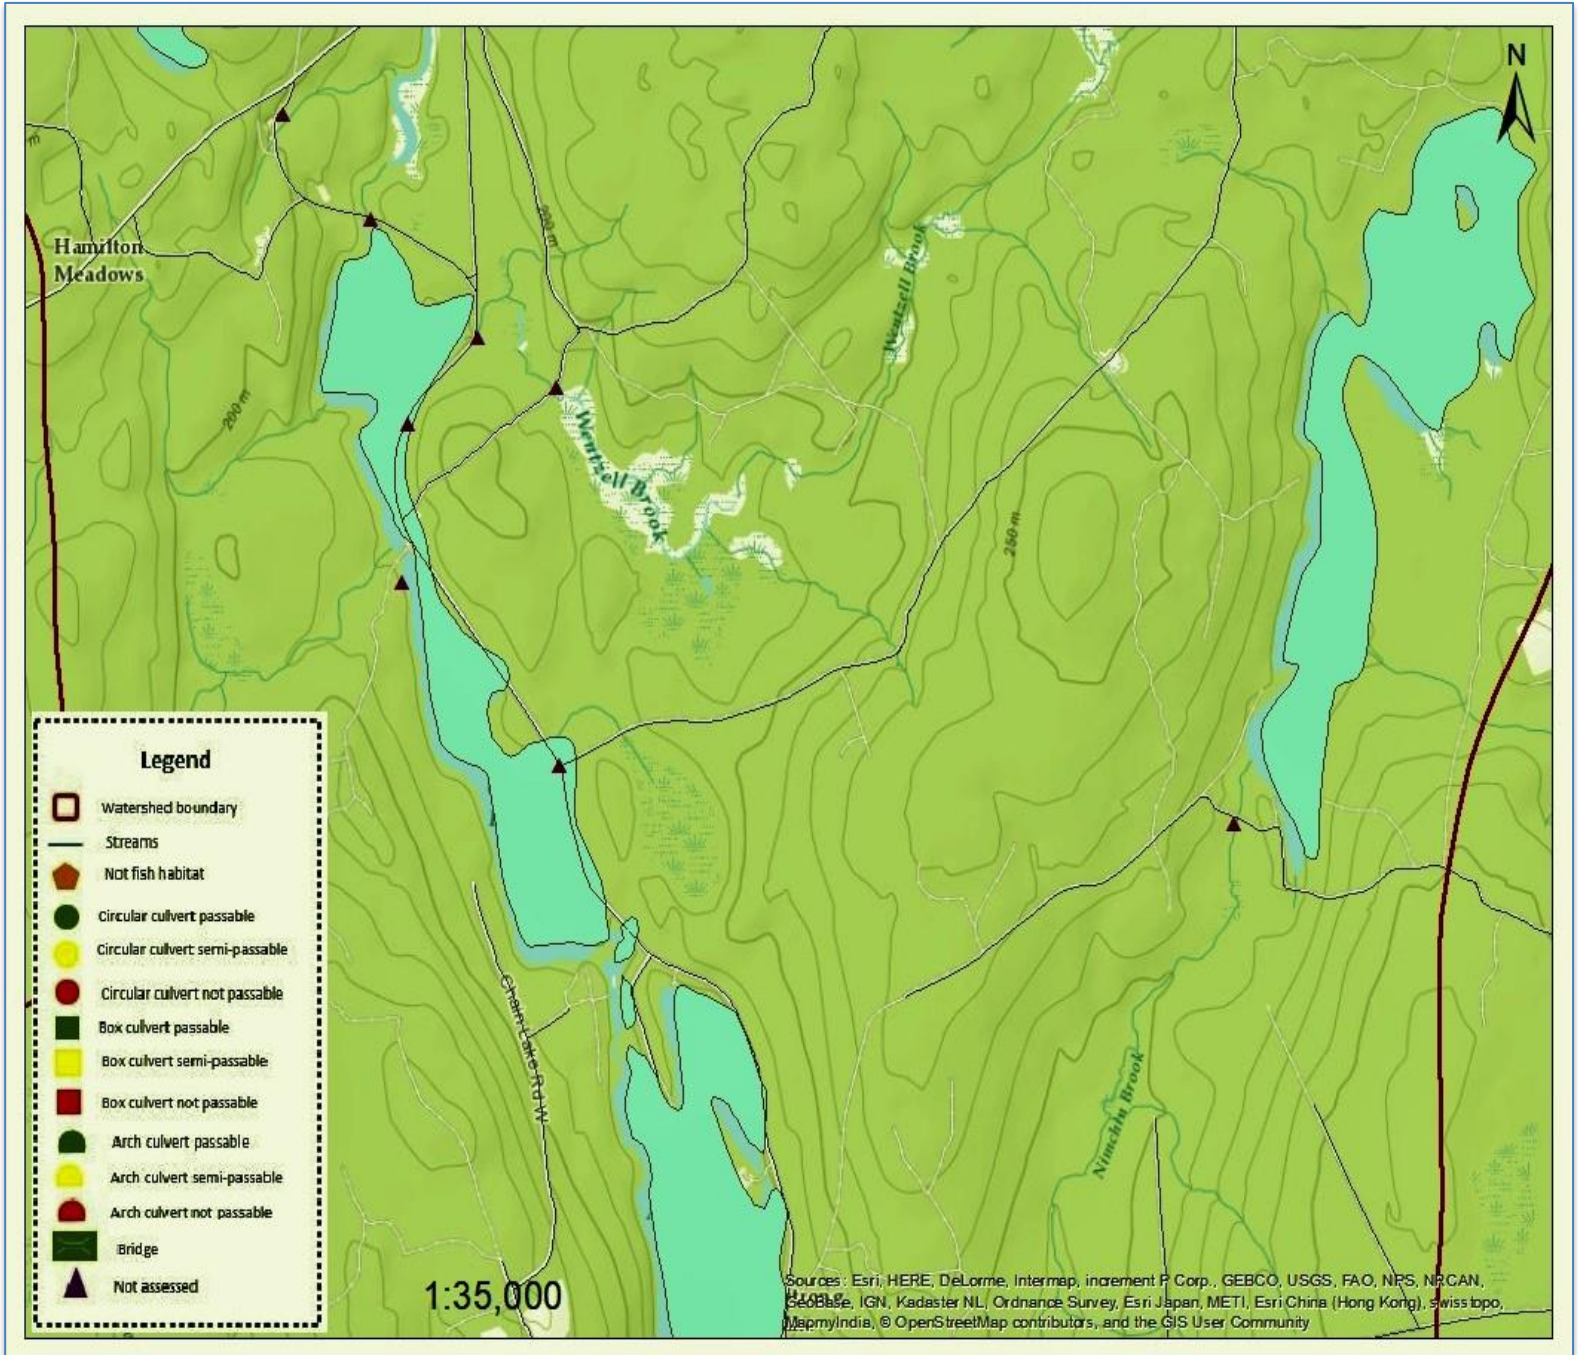 N
200 m
Hamilton
Meadows
Wentzell Brook
200 m
Wentzell Brook
250 m
Legend
Watershed boundary
Streams
Not fish habitat
Circular culvert passable
Circular culvert semi-passable
Circular culvert not passable
Box culvert passable
Box culvert semi-passable
Box culvert not passable
Arch culvert passable
Arch culvert semi-passable
Arch culvert not passable
Bridge
Not assessed
Chain Lake Rd W
Nimchin Brook
1:35,000
Sources: Esri, HERE, DeLorme, Intermap, increment P Corp., GEBCO, USGS, FAO, NPS, NRCAN,
GeoBase, IGN, Kadaster NL, Ordnance Survey, Esri Japan, METI, Esri China (Hong Kong), swisstopo,
MapmyIndia, © OpenStreetMap contributors, and the GIS User Community